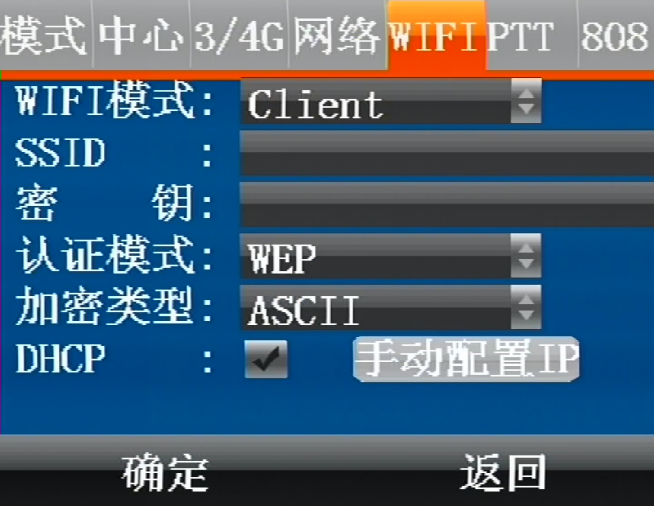 模式 中心 3/4G 网络 WIFI PTT 808
WIFI模式: Client
SSID :
密 钥:
认证模式: WEP
加密类型: ASCII
DHCP : 手动配置IP
确定 返回